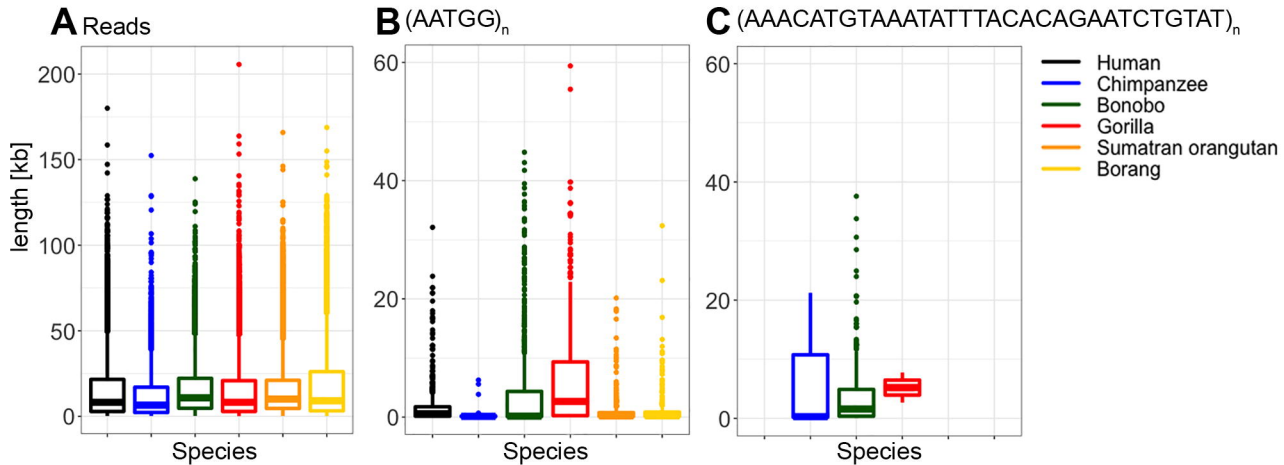 A Reads
B (AATGG)n
C (AAACATGTAAATATTTACACAGAATCTGTAT)n
length [kb]
200
150
100
50
0
Species
60
40
20
0
Species
60
40
20
0
Species
Human
Chimpanzee
Bonobo
Gorilla
Sumatran orangutan
Borang